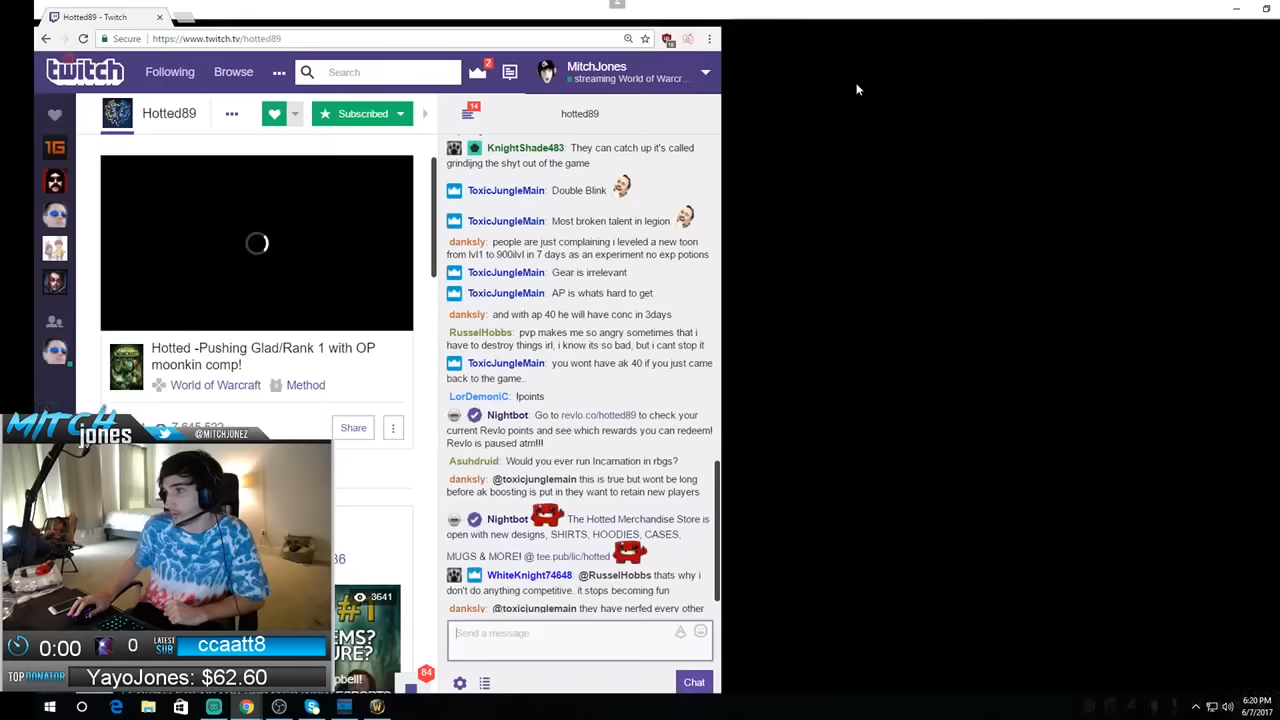 Hotted89 - Twitch
Secure
https://www.twitch.tv/hotted89
twitch
Following
Browse
Search
2
MitchJones
streaming World of Warcr...
Hotted89
Subscribed
14
hotted89
KnightShade483: They can catch up it's called
grindijng the shyt out of the game
ToxicJungleMain: Double Blink
ToxicJungleMain: Most broken talent in legion
danksly: people are just complaining i leveled a new toon
from lvl1 to 900ilvl in 7 days as an experiment no exp potions
ToxicJungleMain: Gear is irrelevant
ToxicJungleMain: AP is whats hard to get
danksly: and with ap 40 he will have conc in 3days
RusselHobbs: pvp makes me so angry sometimes that i
have to destroy things irl, i know its so bad, but i cant stop it
ToxicJungleMain: you wont have ak 40 if you just came
back to the game..
LorDemoniC: !points
Nightbot: Go to revlo.co/hotted89 to check your
current Revlo points and see which rewards you can redeem!
Revlo is paused atm!!!
Asuhdruid: Would you ever run Incarnation in rbgs?
danksly: @toxicjunglemain this is true but wont be long
before ak boosting is put in they want to retain new players
Nightbot: The Hotted Merchandise Store is
open with new designs, SHIRTS, HOODIES, CASES,
MUGS & MORE! @ tee.pub/lic/hotted
WhiteKnight74648: @RusselHobbs thats why i
don't do anything competitive. it stops becoming fun
danksly: @toxicjunglemain they have nerfed every other
Send a message
Chat
Hotted -Pushing Glad/Rank 1 with OP
moonkin comp!
World of Warcraft
Method
Share
3641
84
MITCH
jones
@MITCHJONEZ
0:00
0
LATEST
SUB
ccaatt8
TOP DONATOR
YayoJones: $62.60
6:20 PM
6/7/2017